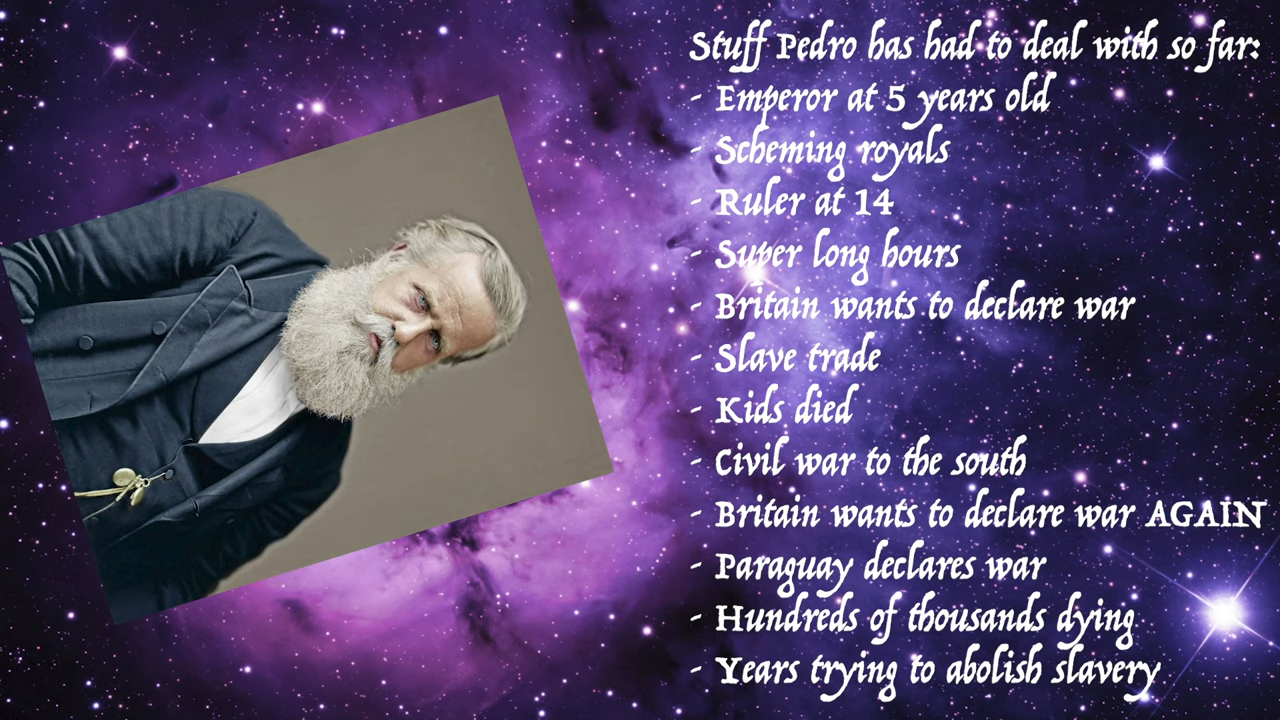 Stuff Pedro has had to deal with so far:
- Emperor at 5 years old
- Scheming royals
- Ruler at 14
- Super long hours
- Britain wants to declare war
- Slave trade
- Kids died
- Civil war to the south
- Britain wants to declare war AGAIN
- Paraguay declares war
- Hundreds of thousands dying
- Years trying to abolish slavery